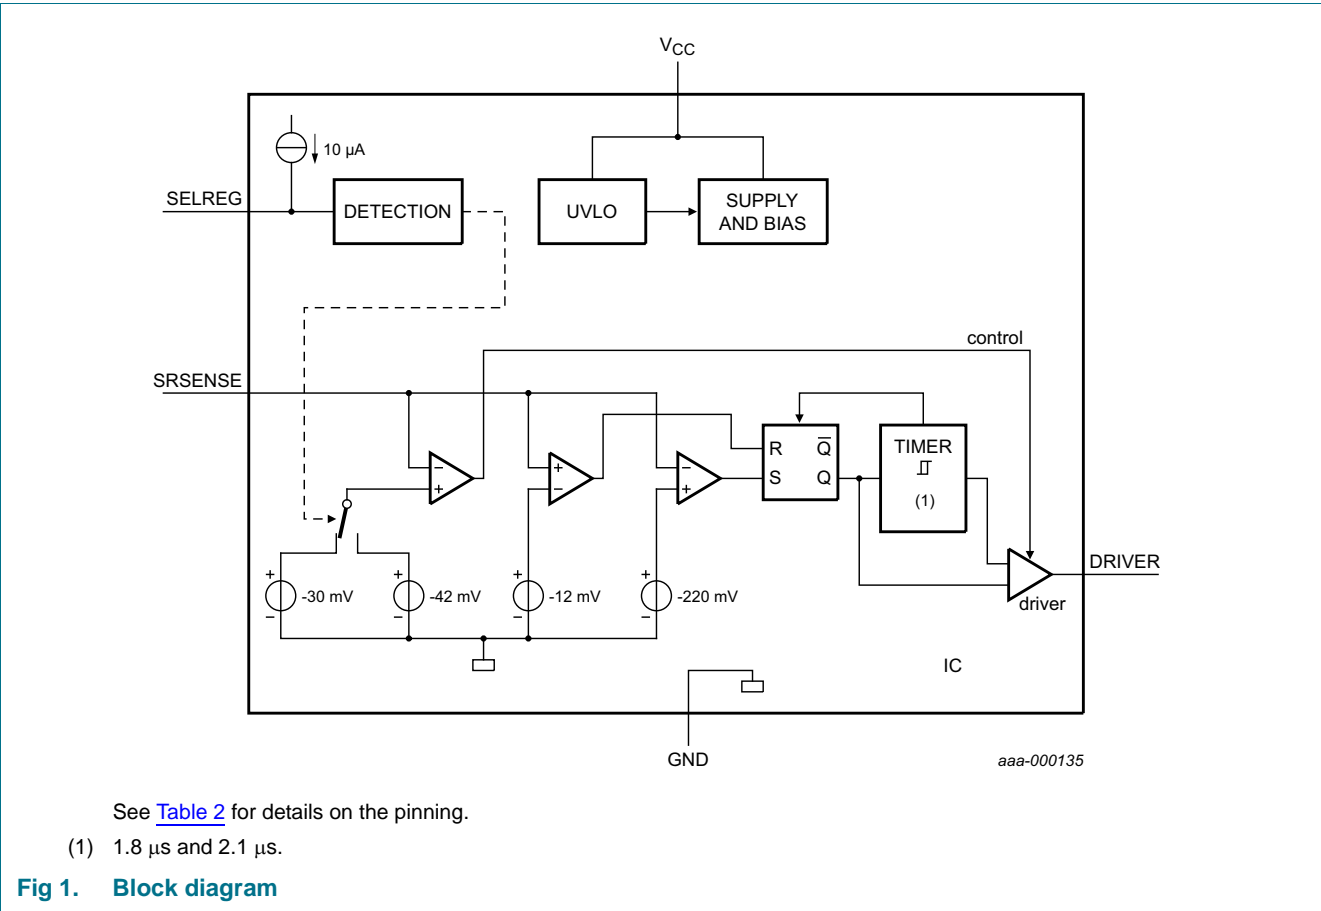 VCC
10 µA
SELREG
DETECTION
UVLO
SUPPLY
AND BIAS
control
SRSENSE
R
Q̅
S
Q
TIMER
(1)
−
+
+
−
−
+
DRIVER
driver
+
-30 mV
−
+
-42 mV
−
+
-12 mV
−
+
-220 mV
−
IC
GND
aaa-000135
See Table 2 for details on the pinning.
(1) 1.8 μs and 2.1 μs.
Fig 1. Block diagram